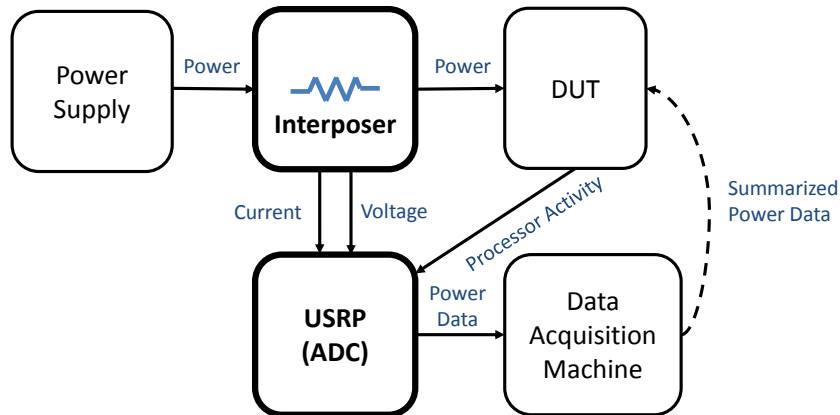 Power
Supply
Power
Interposer
Power
DUT
Current
Voltage
Processor Activity
Summarized
Power Data
USRP
(ADC)
Power
Data
Data
Acquisition
Machine